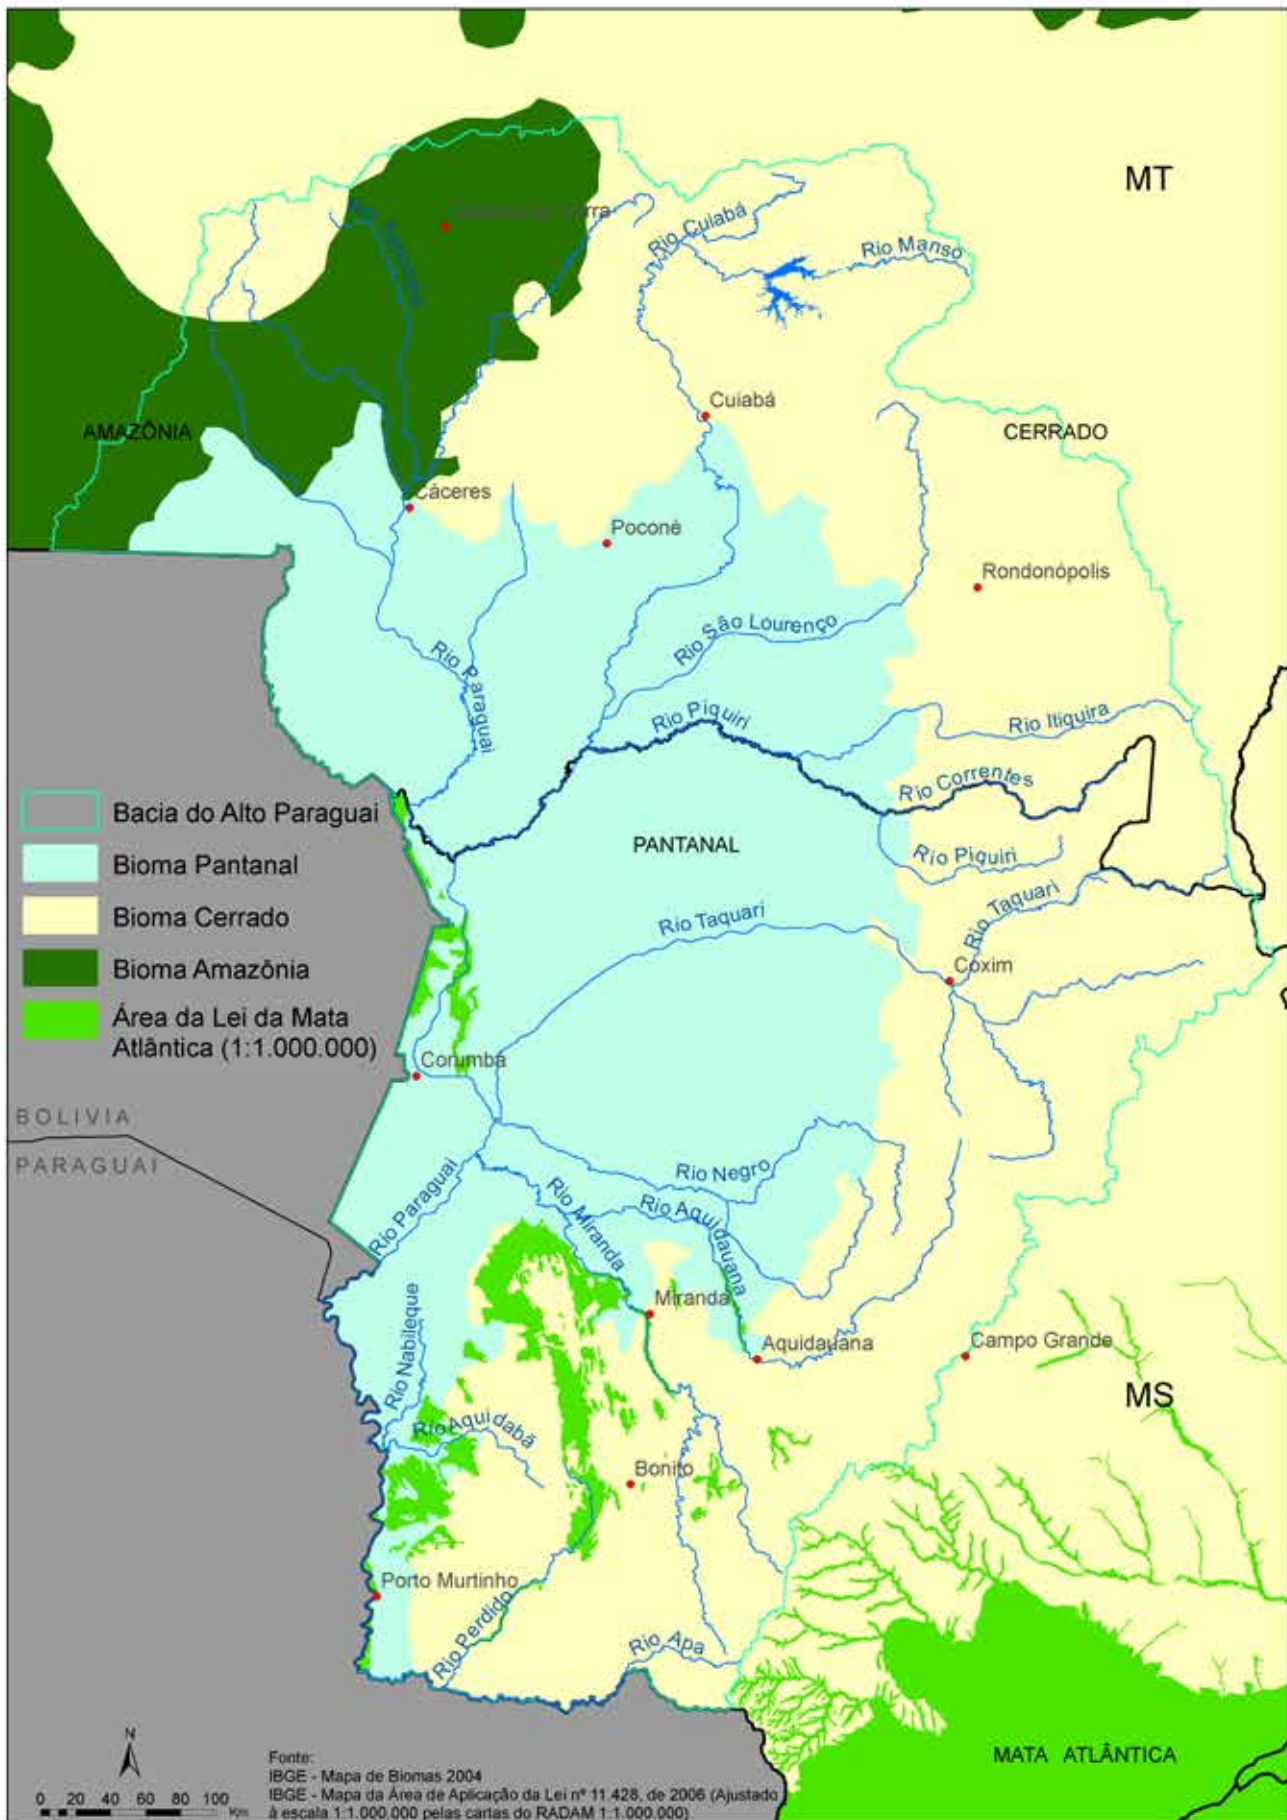 MT
rra
Rio Cuiabá
Rio Manso
Cuiabá
AMAZÔNIA
CERRADO
Cáceres
Poconé
Rondonópolis
Rio São Lourenço
Rio Paraguai
Rio Piquiri
Rio Itiquira
Rio Correntes
Bacia do Alto Paraguai
Bioma Pantanal
Bioma Cerrado
Bioma Amazônia
Área da Lei da Mata
Atlântica (1:1.000.000)
PANTANAL
Rio Piquiri
Rio Taquari
Rio Taquari
Coxim
Corumbá
BOLIVIA
PARAGUAI
Rio Negro
Rio Paraguai
Rio Miranda
Rio Aquidauana
Miranda
Rio Nabileque
Aquidauana
Campo Grande
MS
Rio Aquidabã
Bonito
Porto Murtinho
Rio Perdido
Rio Apa
MATA ATLÂNTICA
N
0 20 40 60 80 100
Km
Fonte:
IBGE - Mapa de Biomas 2004
IBGE - Mapa da Área de Aplicação da Lei nº 11.428, de 2006 (Ajustado
à escala 1:1.000.000 pelas cartas do RADAM 1:1.000.000)